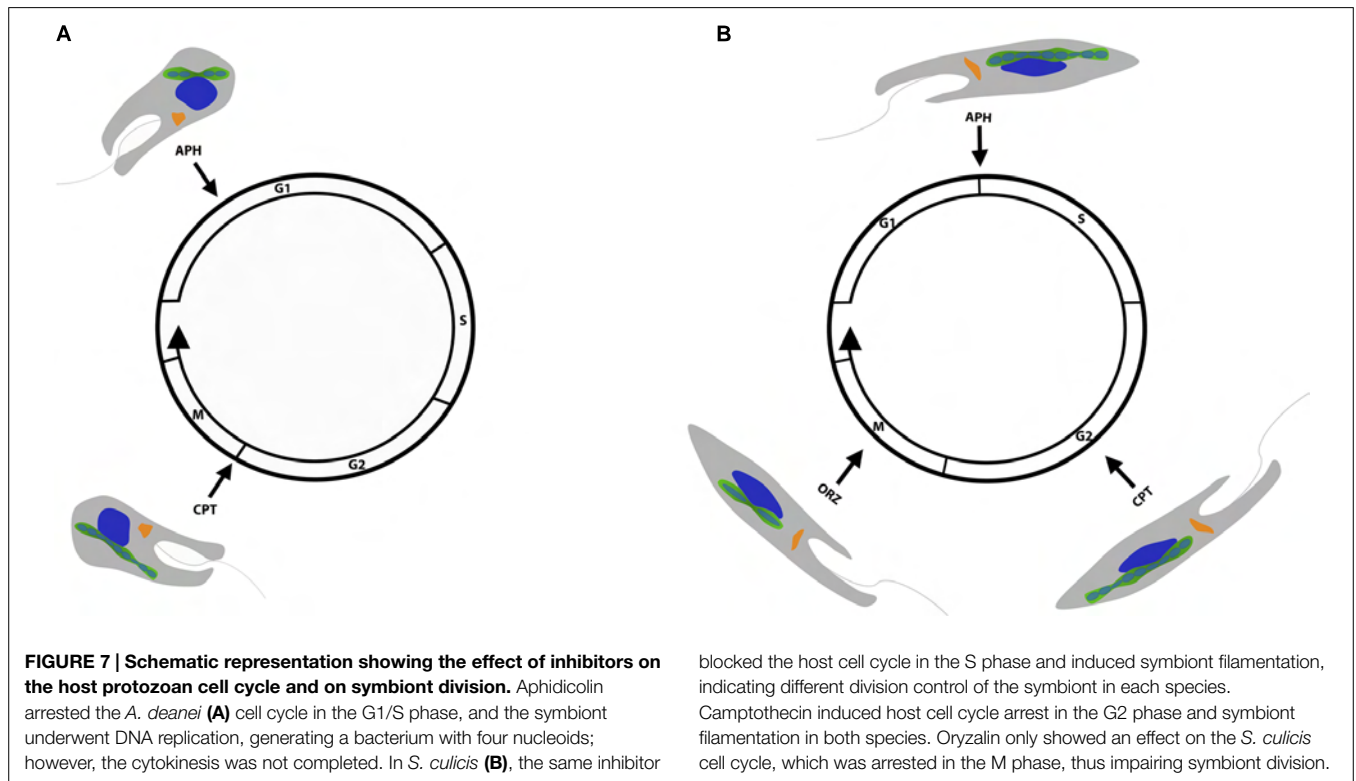 A
B
APH
G1
S
G2
M
CPT
APH
G1
S
G2
M
ORZ
CPT
FIGURE 7 | Schematic representation showing the effect of inhibitors on
the host protozoan cell cycle and on symbiont division. Aphidicolin
arrested the A. deanei (A) cell cycle in the G1/S phase, and the symbiont
underwent DNA replication, generating a bacterium with four nucleoids;
however, the cytokinesis was not completed. In S. culicis (B), the same inhibitor
blocked the host cell cycle in the S phase and induced symbiont filamentation,
indicating different division control of the symbiont in each species.
Camptothecin induced host cell cycle arrest in the G2 phase and symbiont
filamentation in both species. Oryzalin only showed an effect on the S. culicis
cell cycle, which was arrested in the M phase, thus impairing symbiont division.